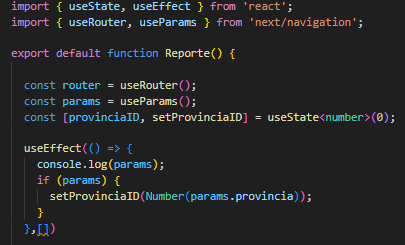 import { useState, useEffect } from 'react';
import { useRouter, useParams } from 'next/navigation';
export default function Reporte() {
const router = useRouter();
const params = useParams();
const [provinciaID, setProvinciaID] = useState<number>(0);
useEffect(() => {
console.log(params);
if (params) {
setProvinciaID(Number(params.provincia));
}
},[])